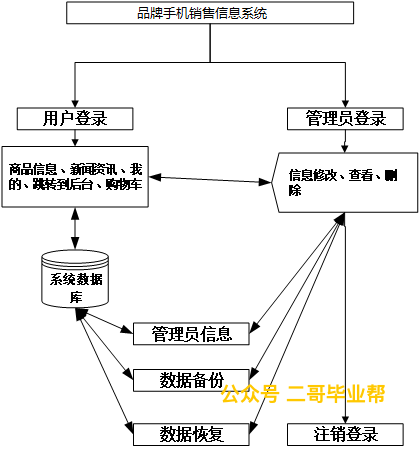 品牌手机销售信息系统
用户登录
管理员登录
商品信息、新闻资讯、我
的、跳转到后台、购物车
信息修改、查看、删
除
系统数据
库
管理员信息
数据备份
公众号 二哥毕业帮
数据恢复
注销登录